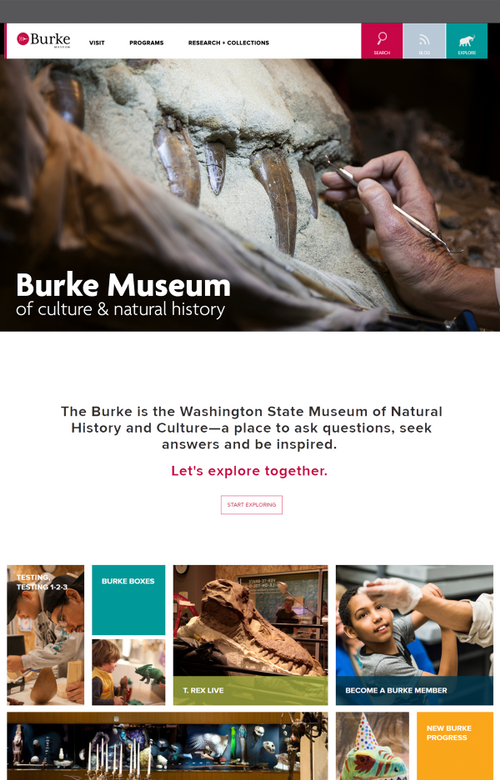 Burke
MUSEUM
VISIT
PROGRAMS
RESEARCH + COLLECTIONS
SEARCH
BLOG
EXPLORE
Burke Museum
of culture & natural history
The Burke is the Washington State Museum of Natural
History and Culture—a place to ask questions, seek
answers and be inspired.
Let's explore together.
START EXPLORING
TESTING,
TESTING 1-2-3
BURKE BOXES
T. REX LIVE
BECOME A BURKE MEMBER
NEW BURKE
PROGRESS